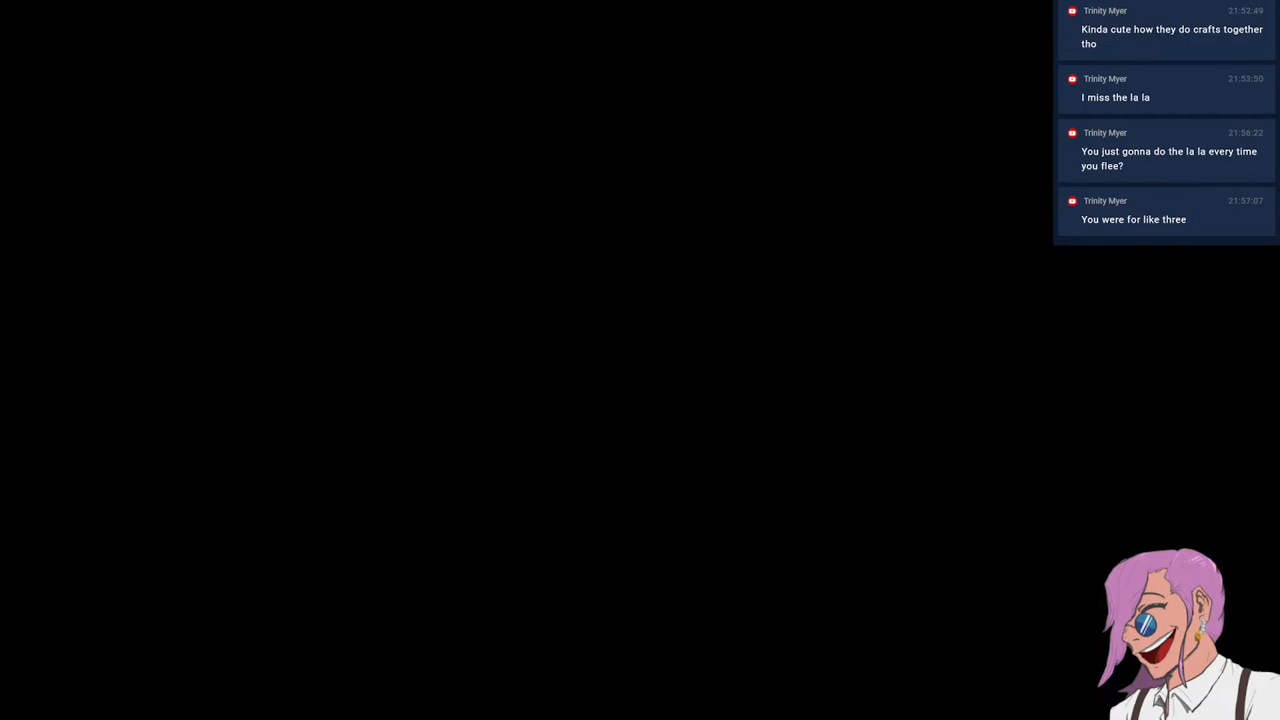 Trinity Myer 21:52:49
Kinda cute how they do crafts together
tho
Trinity Myer 21:53:50
I miss the la la
Trinity Myer 21:56:22
You just gonna do the la la every time
you flee?
Trinity Myer 21:57:07
You were for like three